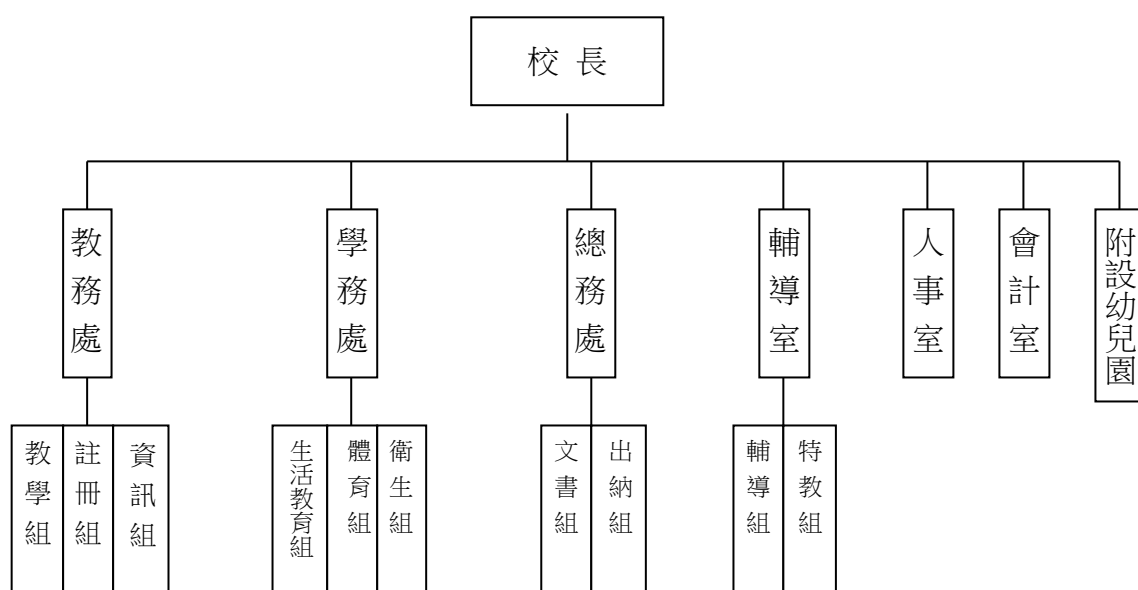 校長
教務處
學務處
總務處
輔導室
人事室
會計室
附設幼兒園
教學組
註冊組
資訊組
生活教育組
體育組
衛生組
文書組
出納組
輔導組
特教組